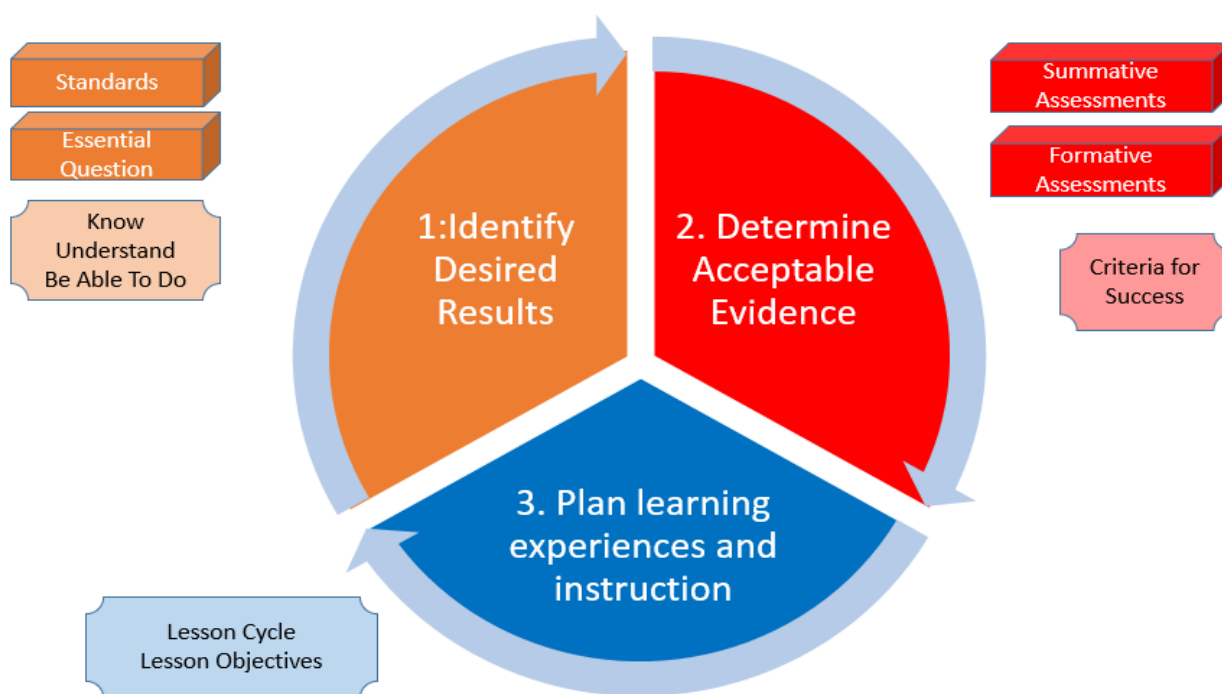 Standards
Essential
Question
Know
Understand
Be Able To Do
1:Identify
Desired
Results
2. Determine
Acceptable
Evidence
Summative
Assessments
Formative
Assessments
Criteria for
Success
3. Plan learning
experiences and
instruction
Lesson Cycle
Lesson Objectives